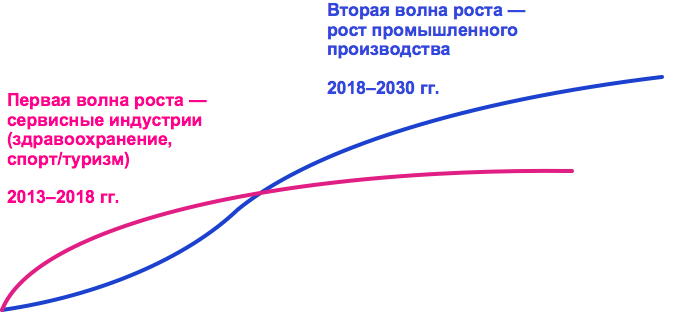 Вторая волна роста —
рост промышленного
производства
2018–2030 гг.
Первая волна роста —
сервисные индустрии
(здравоохранение,
спорт/туризм)
2013–2018 гг.